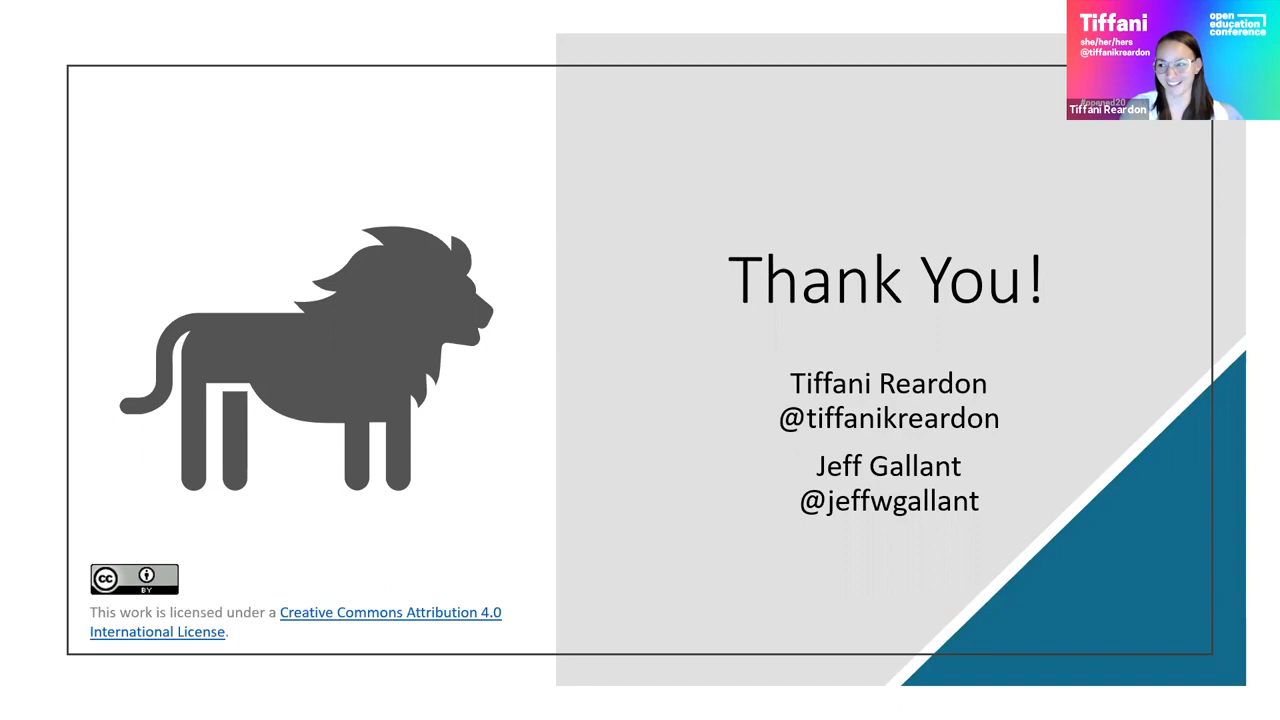 Tiffani
she/her/hers
@tiffanikreardon
open
education
conference
#opened20
Tiffani Reardon
Thank You!
Tiffani Reardon
@tiffanikreardon
Jeff Gallant
@jeffwgallant
cc
BY
This work is licensed under a Creative Commons Attribution 4.0
International License.